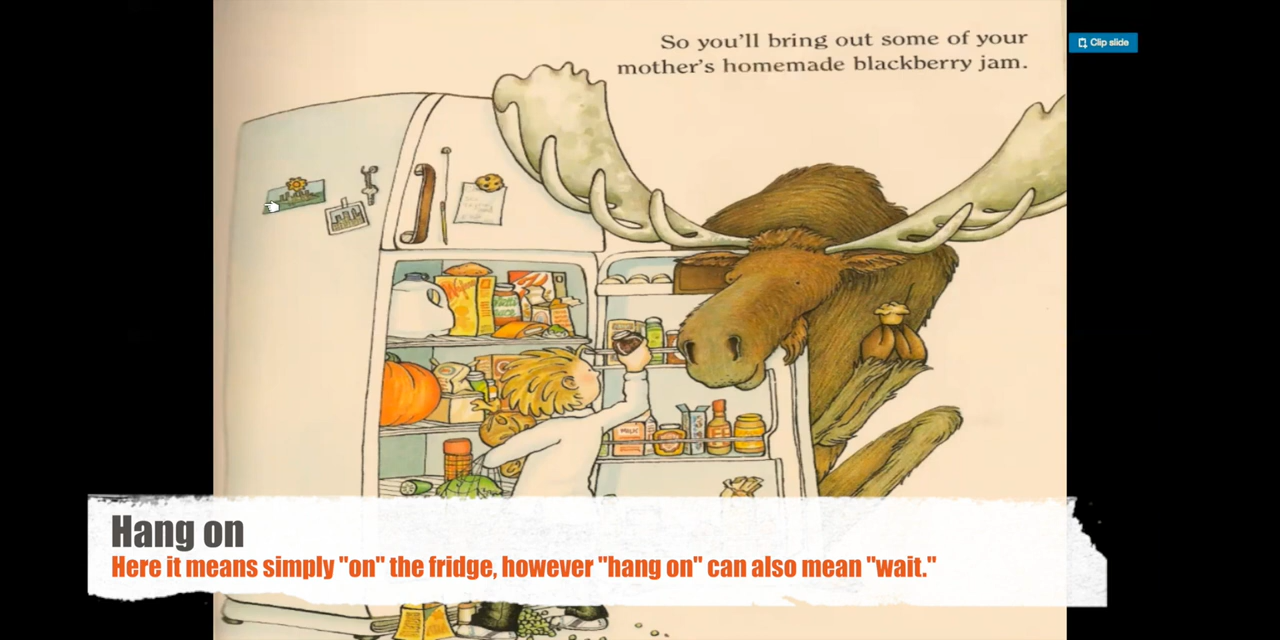 So you'll bring out some of your
mother's homemade blackberry jam.
Clip slide
MILK
Hang on
Here it means simply "on" the fridge, however "hang on" can also mean "wait."